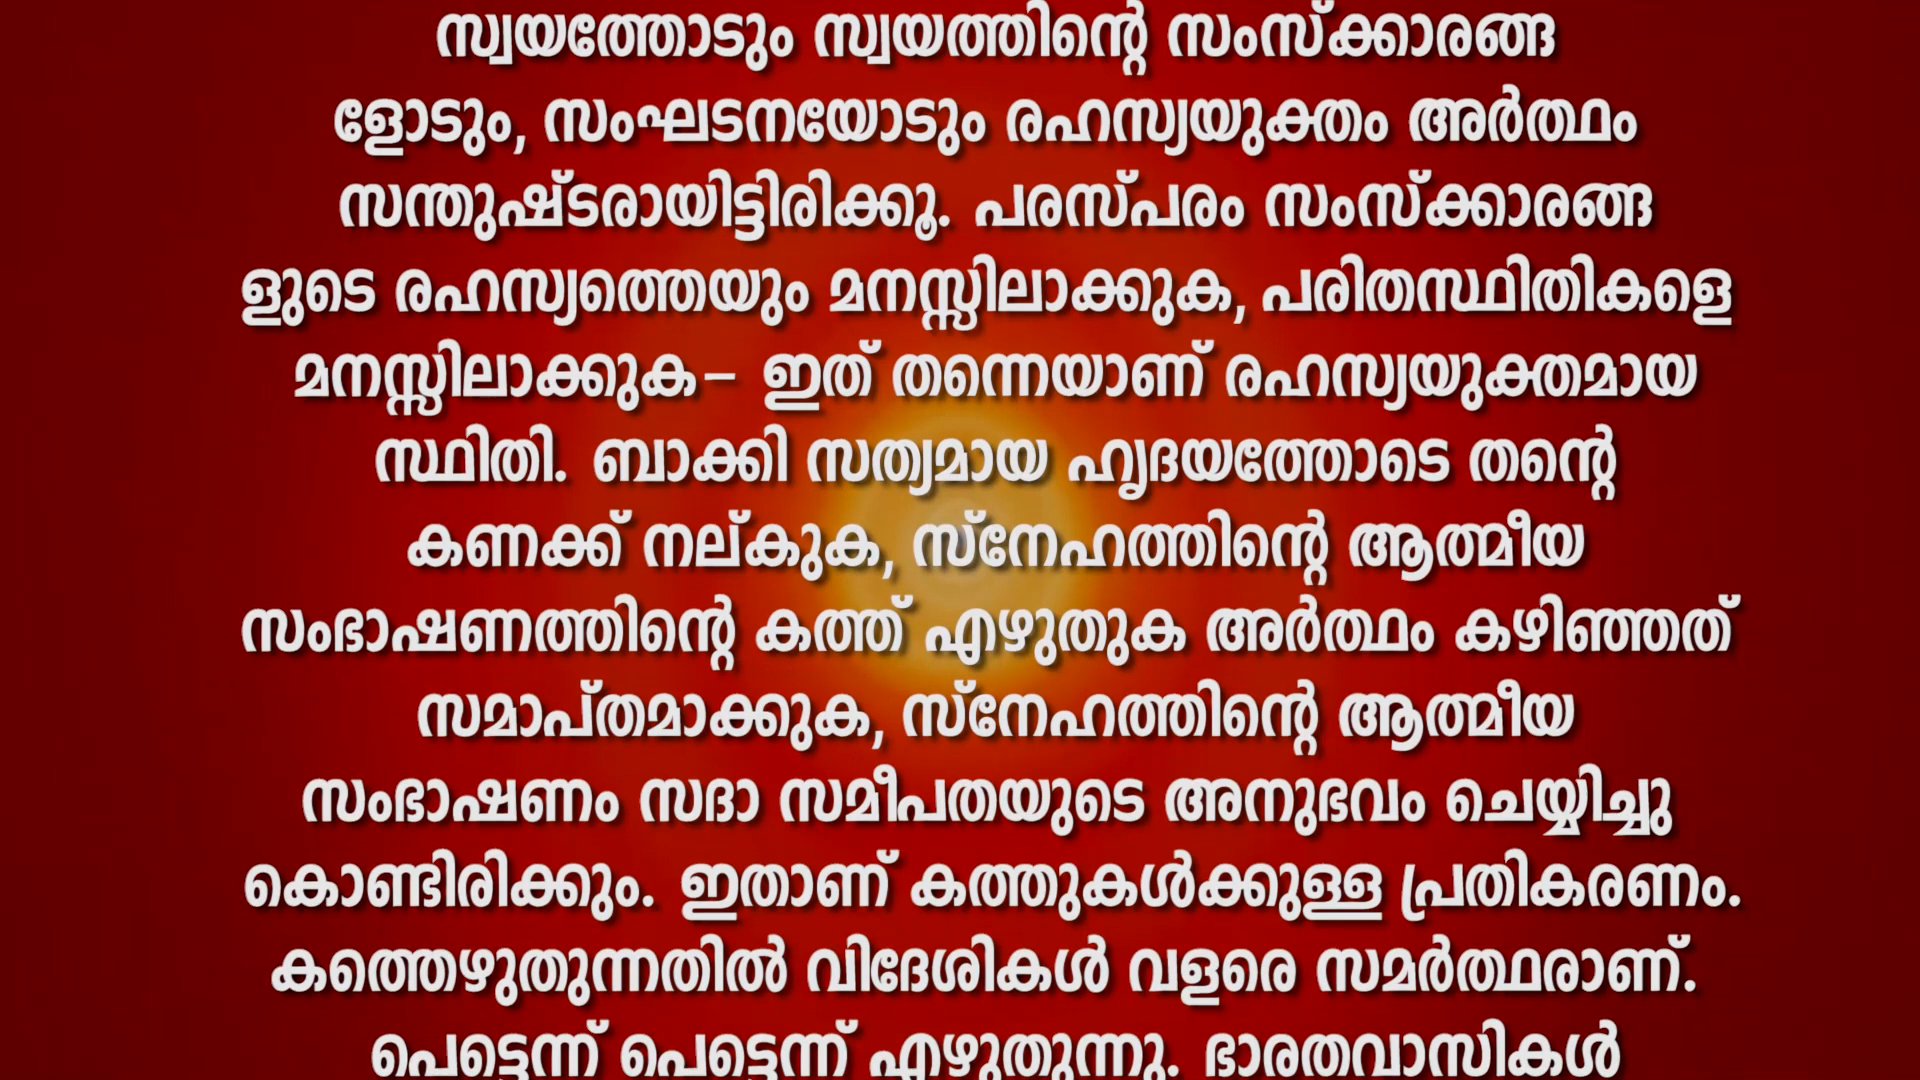 സ്വയത്തോടും സ്വയത്തിന്റെ സംസ്ക്കാരങ്ങ
ളോടും, സംഘടനയോടും രഹസ്യയുക്തം അർത്ഥം
സന്തുഷ്ടരായിട്ടിരിക്കൂ. പരസ്പരം സംസ്ക്കാരങ്ങ
ളുടെ രഹസ്യത്തെയും മനസ്സിലാക്കുക, പരിതസ്ഥിതികളെ
മനസ്സിലാക്കുക– ഇത് തന്നെയാണ് രഹസ്യയുക്തമായ
സ്ഥിതി. ബാക്കി സത്യമായ ഹൃദയത്തോടെ തന്റെ
കണക്ക് നല്കുക, സ്നേഹത്തിന്റെ ആത്മീയ
സംഭാഷണത്തിന്റെ കത്ത് എഴുതുക അർത്ഥം കഴിഞ്ഞത്
സമാപ്തമാക്കുക, സ്നേഹത്തിന്റെ ആത്മീയ
സംഭാഷണം സദാ സമീപതയുടെ അനുഭവം ചെയ്യിച്ചു
കൊണ്ടിരിക്കും. ഇതാണ് കത്തുകൾക്കുള്ള പ്രതികരണം.
കത്തെഴുതുന്നതിൽ വിദേശികൾ വളരെ സമർത്ഥരാണ്.
പെട്ടെന്ന് പെട്ടെന്ന് എഴുതുന്നു. ഭാരതവാസികൾ